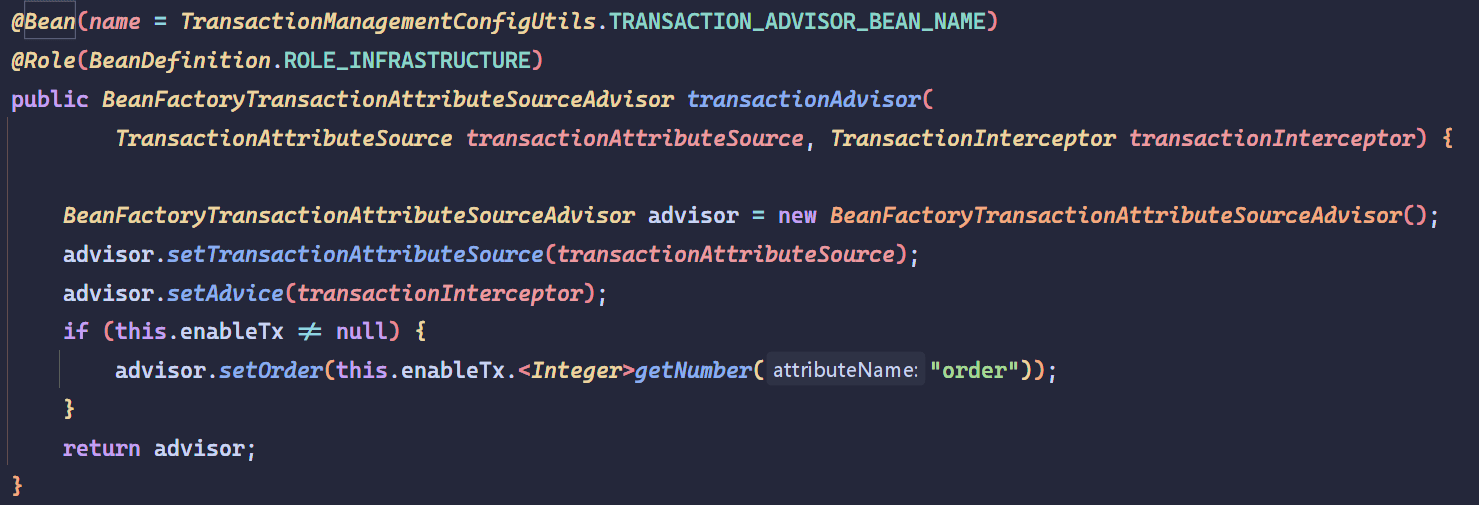 @Bean(name = TransactionManagementConfigUtils.TRANSACTION_ADVISOR_BEAN_NAME)
@Role(BeanDefinition.ROLE_INFRASTRUCTURE)
public BeanFactoryTransactionAttributeSourceAdvisor transactionAdvisor(
        TransactionAttributeSource transactionAttributeSource, TransactionInterceptor transactionInterceptor) {
    BeanFactoryTransactionAttributeSourceAdvisor advisor = new BeanFactoryTransactionAttributeSourceAdvisor();
    advisor.setTransactionAttributeSource(transactionAttributeSource);
    advisor.setAdvice(transactionInterceptor);
    if (this.enableTx ≠ null) {
        advisor.setOrder(this.enableTx.<Integer>getNumber( attributeName: "order"));
    }
    return advisor;
}